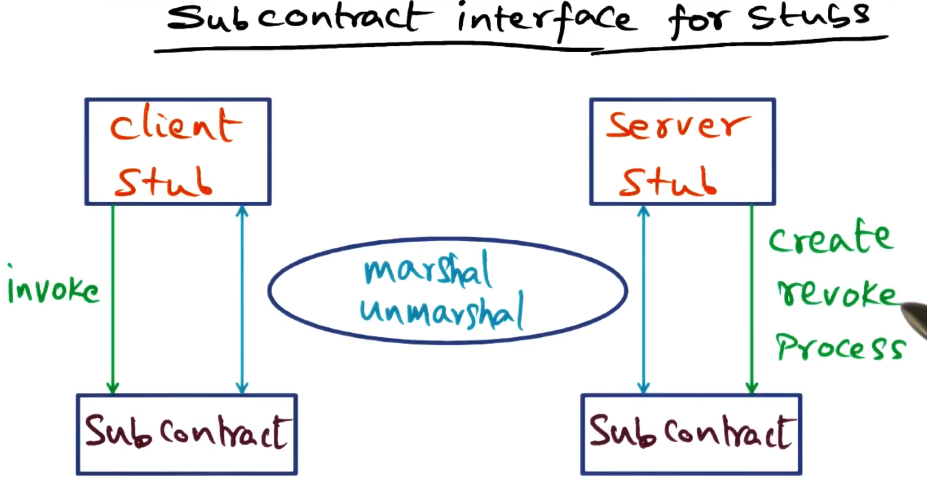 Subcontract interface for stubs
Client
Stub
Server
Stub
invoke
marshal
unmarshal
Create
revoke
Process
Subcontract
Subcontract